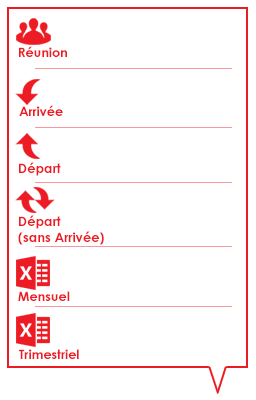 Réunion
Arrivée
Départ
Départ
(sans Arrivée)
X
Mensuel
X
Trimestriel